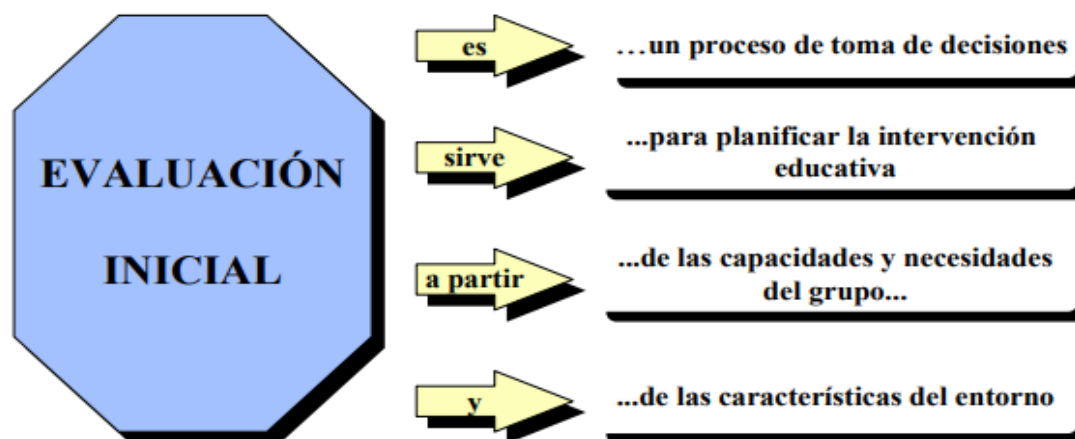 EVALUACIÓN
INICIAL
es
...un proceso de toma de decisiones
sirve
...para planificar la intervención
educativa
a partir
...de las capacidades y necesidades
del grupo...
y
...de las características del entorno